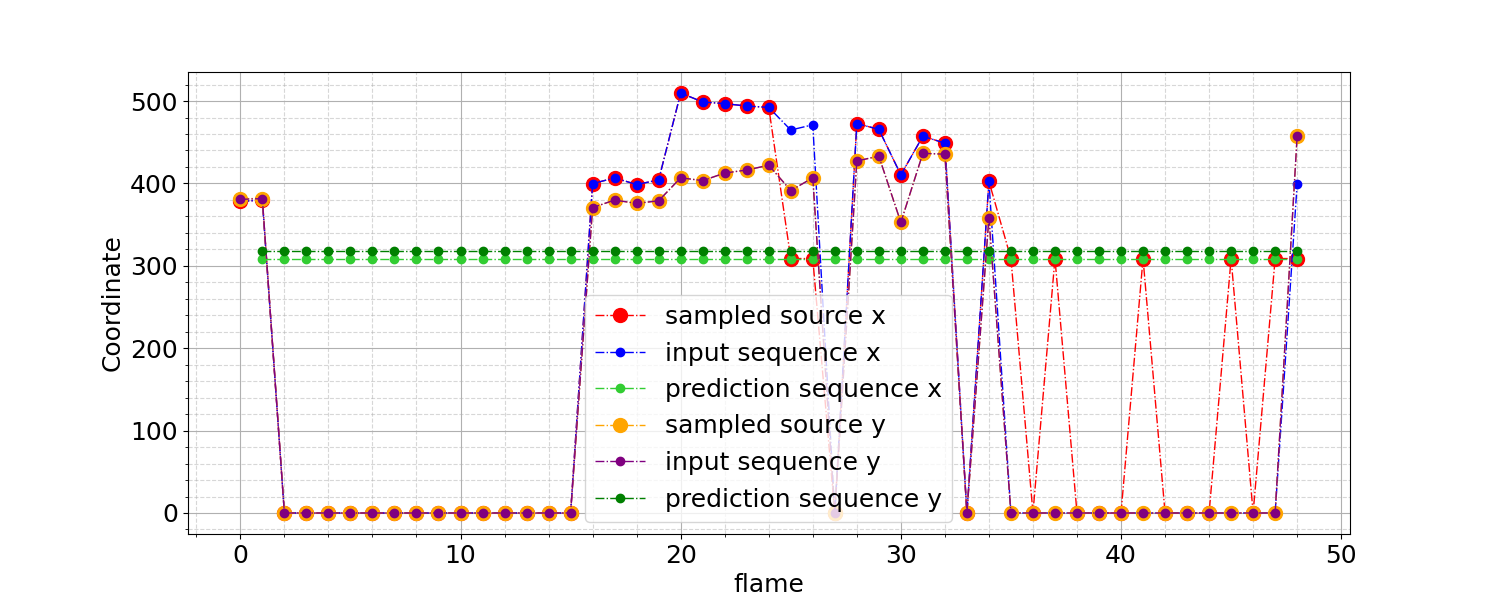 500
400
300
200
100
0
Coordinate
sampled source x
input sequence x
prediction sequence x
sampled source y
input sequence y
prediction sequence y
0 10 20 30 40 50
flame